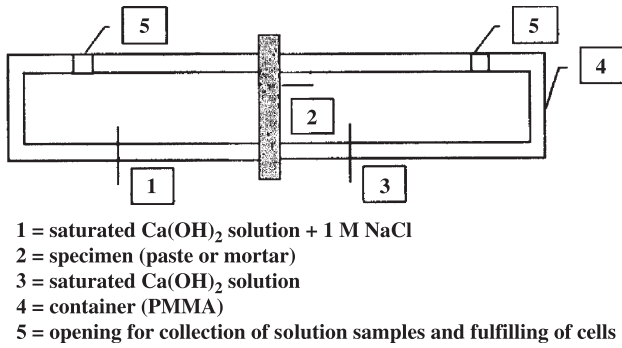 5
5
4
2
1
3
1 = saturated Ca(OH)₂ solution + 1 M NaCl
2 = specimen (paste or mortar)
3 = saturated Ca(OH)₂ solution
4 = container (PMMA)
5 = opening for collection of solution samples and fulfilling of cells